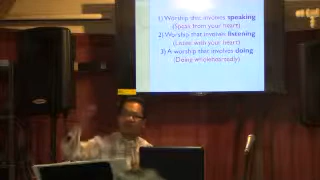 1) Worship that involves speaking
(Speak from your heart)
2) Worship that involves listening
(Listen with your heart)
3) A worship that involves doing
(Doing wholeheartedly)